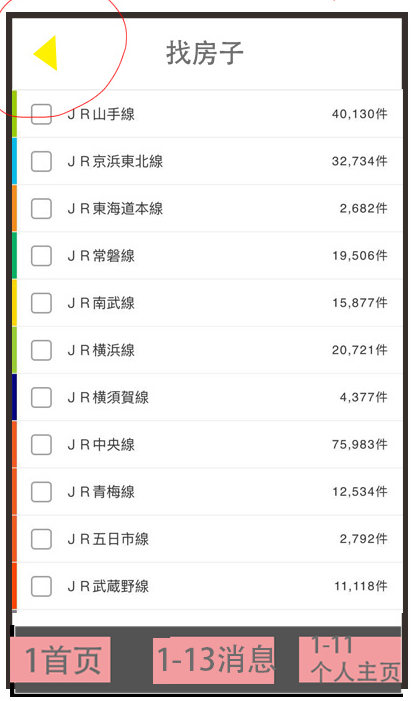 找房子
ＪＲ山手線 40,130件
ＪＲ京浜東北線 32,734件
ＪＲ東海道本線 2,682件
ＪＲ常磐線 19,506件
ＪＲ南武線 15,877件
ＪＲ横浜線 20,721件
ＪＲ横須賀線 4,377件
ＪＲ中央線 75,983件
ＪＲ青梅線 12,534件
ＪＲ五日市線 2,792件
ＪＲ武蔵野線 11,118件
1首页 1-13消息 1-11
个人主页